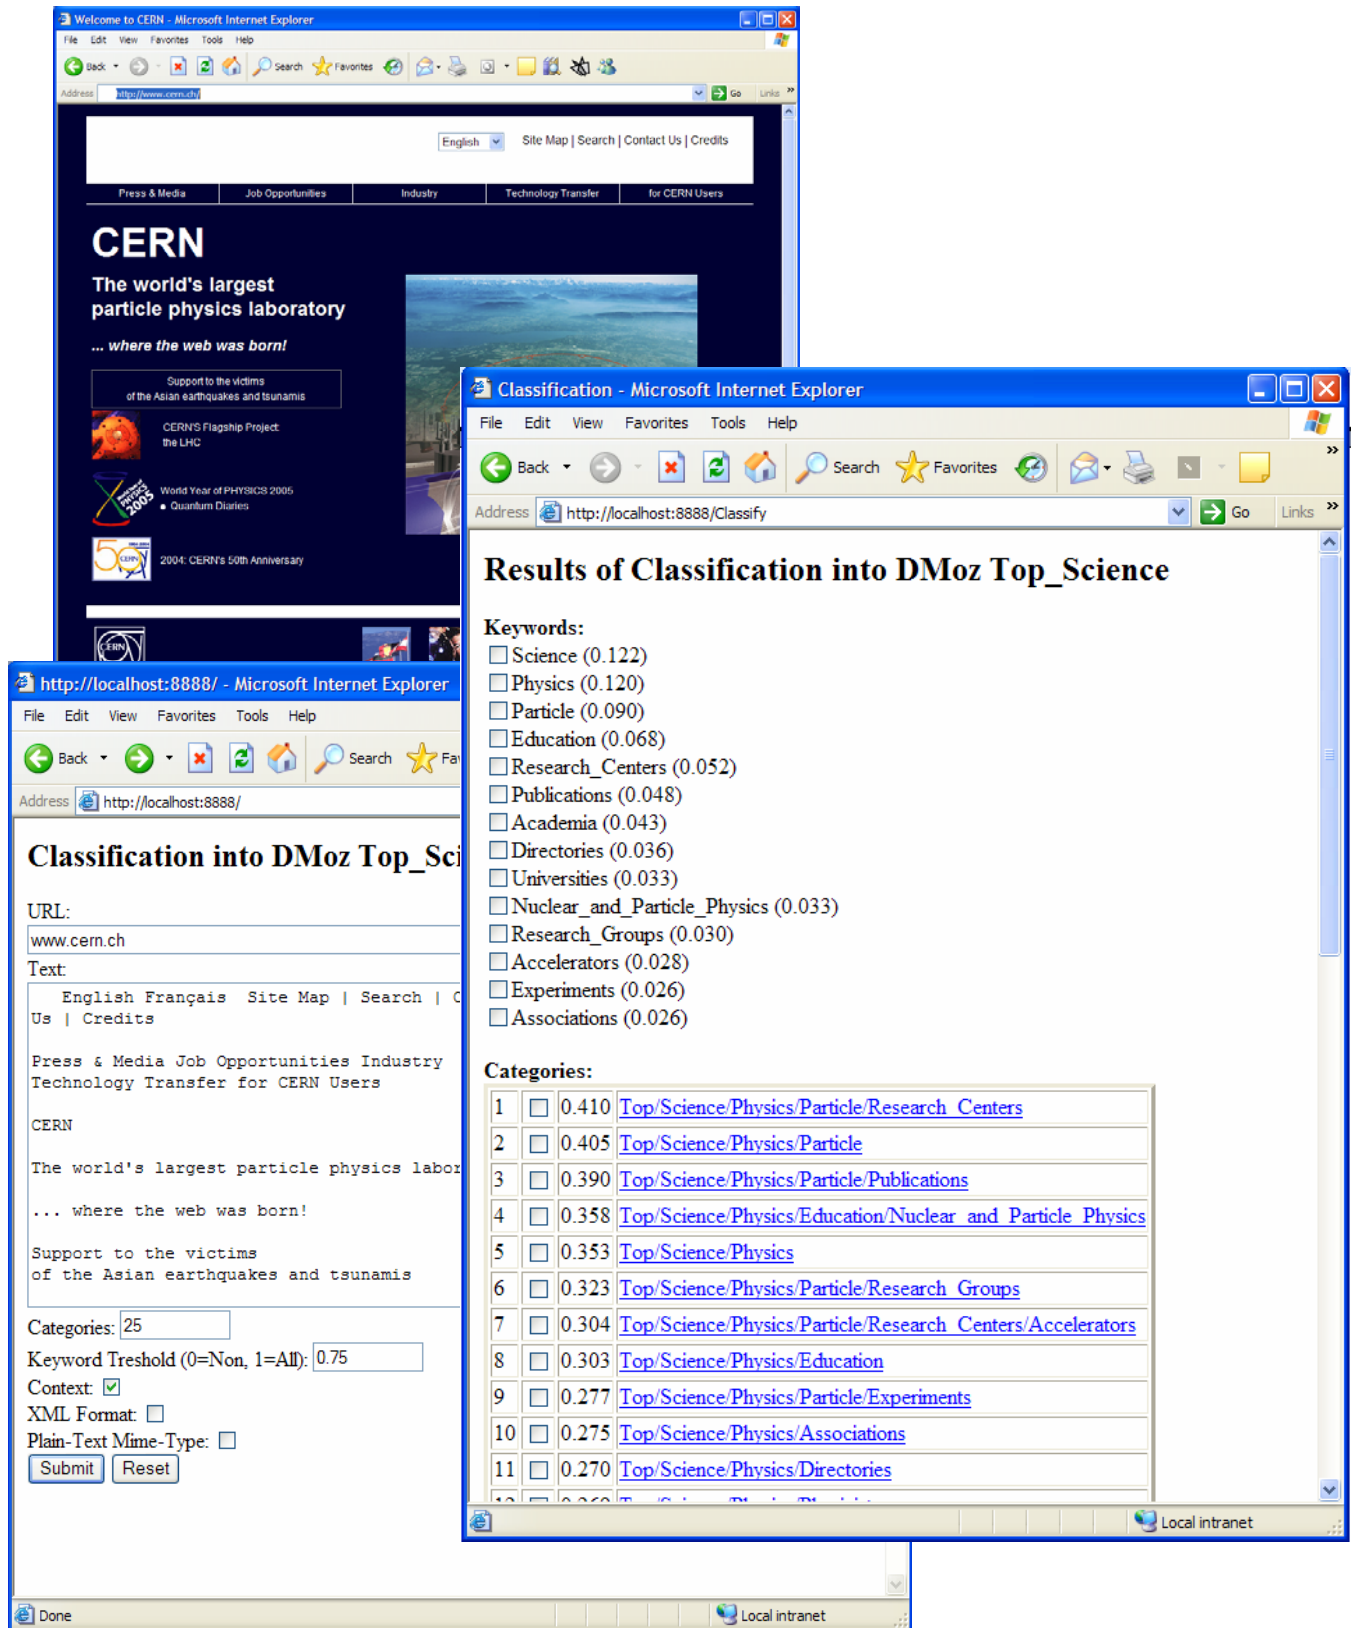 Welcome to CERN - Microsoft Internet Explorer
File Edit View Favorites Tools Help
Back Search Favorites
Address http://www.cern.ch/ Go Links »
English Site Map | Search | Contact Us | Credits
Press & Media Job Opportunities Industry Technology Transfer for CERN Users
CERN
The world's largest
particle physics laboratory
... where the web was born!
Support to the victims
of the Asian earthquakes and tsunamis
CERN'S Flagship Project
the LHC
World Year of PHYSICS 2005
• Quantum Diaries
2004: CERN's 50th Anniversary
CERN
Classification - Microsoft Internet Explorer
File Edit View Favorites Tools Help
Back Search Favorites »
Address http://localhost:8888/Classify Go Links »
Results of Classification into DMoz Top_Science
Keywords:
Science (0.122)
Physics (0.120)
Particle (0.090)
Education (0.068)
Research_Centers (0.052)
Publications (0.048)
Academia (0.043)
Directories (0.036)
Universities (0.033)
Nuclear_and_Particle_Physics (0.033)
Research_Groups (0.030)
Accelerators (0.028)
Experiments (0.026)
Associations (0.026)
Categories:
1 0.410 Top/Science/Physics/Particle/Research_Centers
2 0.405 Top/Science/Physics/Particle
3 0.390 Top/Science/Physics/Particle/Publications
4 0.358 Top/Science/Physics/Education/Nuclear_and_Particle_Physics
5 0.353 Top/Science/Physics
6 0.323 Top/Science/Physics/Particle/Research_Groups
7 0.304 Top/Science/Physics/Particle/Research_Centers/Accelerators
8 0.303 Top/Science/Physics/Education
9 0.277 Top/Science/Physics/Particle/Experiments
10 0.275 Top/Science/Physics/Associations
11 0.270 Top/Science/Physics/Directories
Local intranet
http://localhost:8888/ - Microsoft Internet Explorer
File Edit View Favorites Tools Help
Back Search Fa
Address http://localhost:8888/
Classification into DMoz Top_Sci
URL:
www.cern.ch
Text:
English Français Site Map | Search | C
Us | Credits
Press & Media Job Opportunities Industry
Technology Transfer for CERN Users
CERN
The world's largest particle physics labor
... where the web was born!
Support to the victims
of the Asian earthquakes and tsunamis
Categories: 25
Keyword Treshold (0=Non, 1=All): 0.75
Context:
XML Format:
Plain-Text Mime-Type:
Submit Reset
Done Local intranet